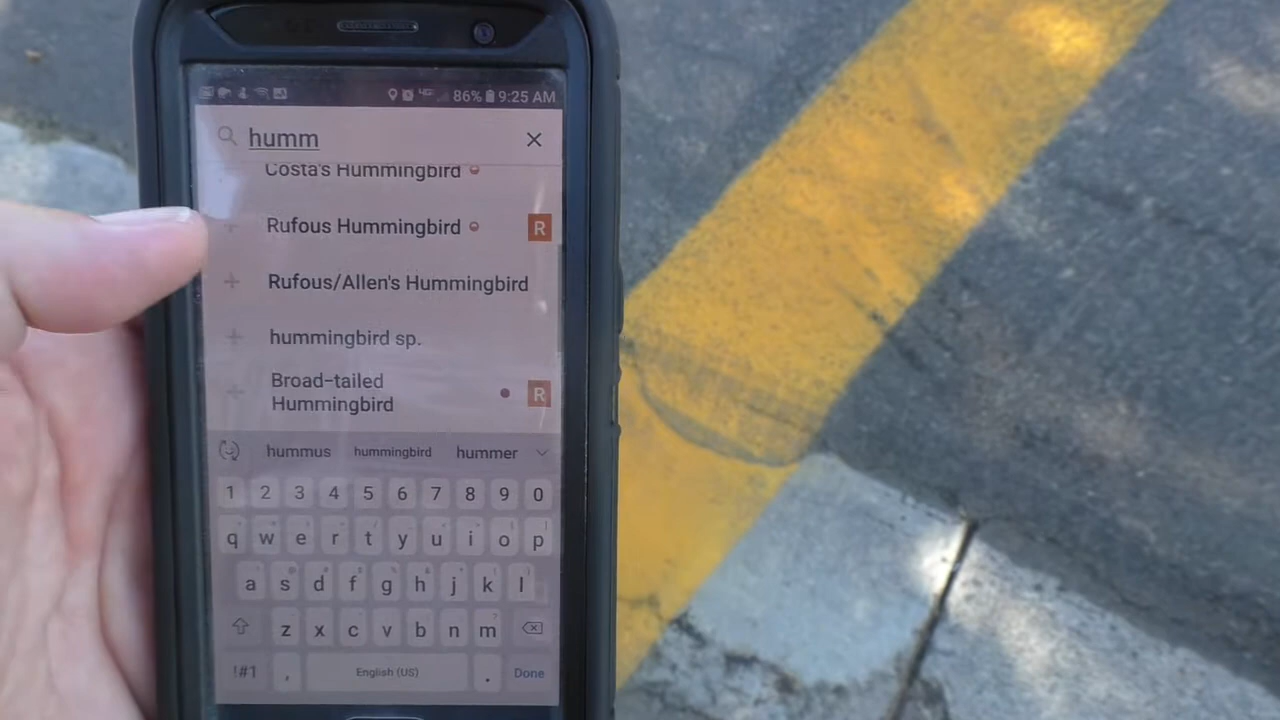 86% 9:25 AM
humm
Costa's Hummingbird
Rufous Hummingbird R
Rufous/Allen's Hummingbird
hummingbird sp.
Broad-tailed
Hummingbird R
hummus hummingbird hummer
1 2 3 4 5 6 7 8 9 0
q w e r t y u i o p
a s d f g h j k l
z x c v b n m
!#1 , English (US) . Done